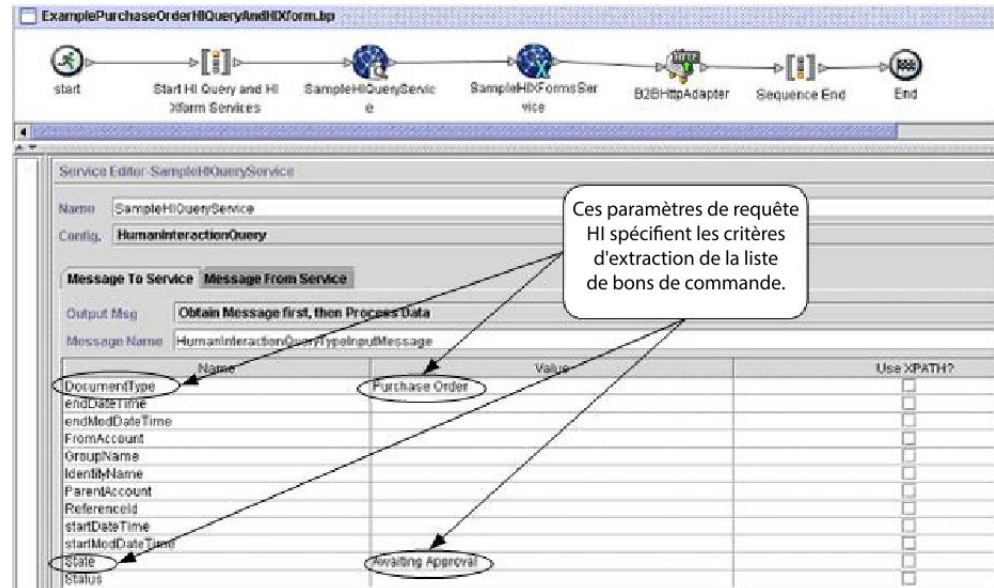 ExamplePurchaseOrderHIQueryAndHIXform.bp
start
Start HI Query and HI
Xform Services
SampleHIQueryServic
e
SampleHIXFormsSer
vice
B2BHttpAdapter
Sequence End
End
Service Editor-SampleHIQueryService
Name SampleHIQueryService
Config. HumanInteractionQuery
Ces paramètres de requête
HI spécifient les critères
d'extraction de la liste
de bons de commande.
Message To Service Message From Service
Output Msg Obtain Message first, then Process Data
Message Name HumanInteractionQueryTypeInputMessage
Name Value Use XPATH?
DocumentType Purchase Order
endDateTime
endModDateTime
FromAccount
GroupName
IdentityName
ParentAccount
ReferenceId
startDateTime
startModDateTime
State Awaiting Approval
Status